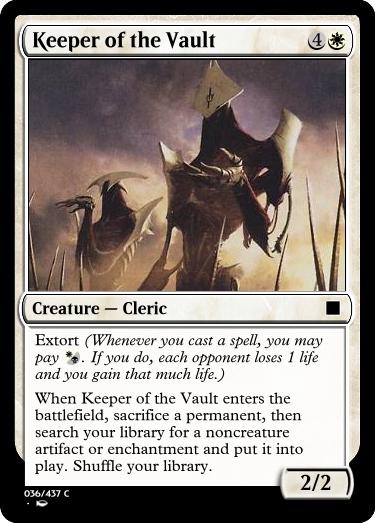 Keeper of the Vault 4
Creature — Cleric
Extort (Whenever you cast a spell, you may
pay . If you do, each opponent loses 1 life
and you gain that much life.)
When Keeper of the Vault enters the
battlefield, sacrifice a permanent, then
search your library for a noncreature
artifact or enchantment and put it into
play. Shuffle your library.
2/2
036/437 C